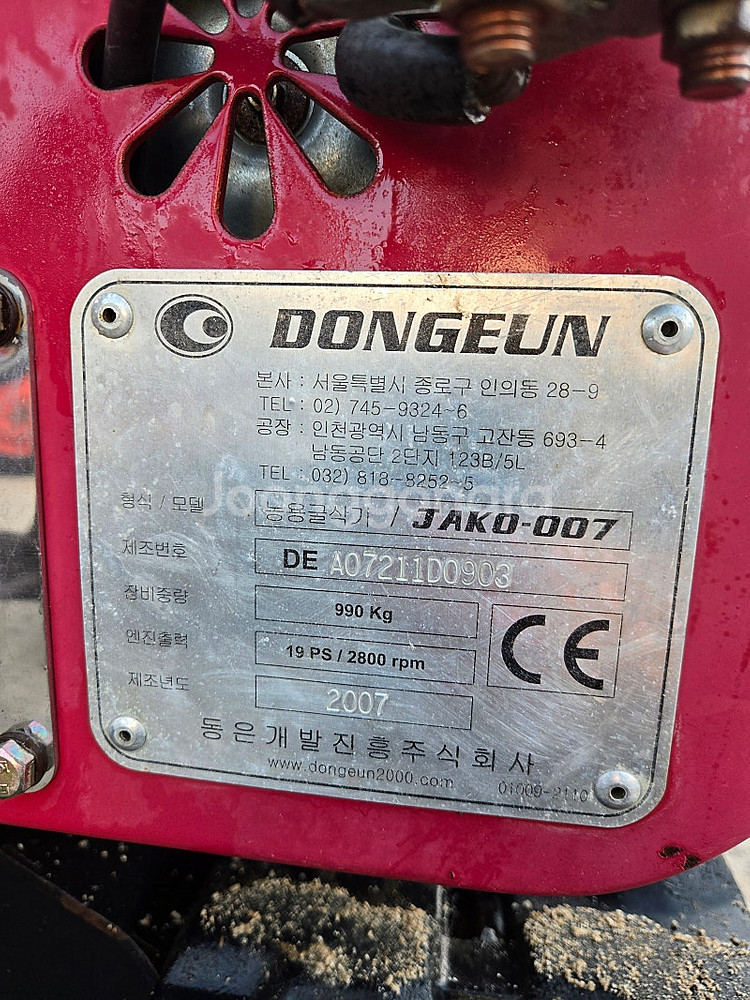 DONGEUN
본사 : 서울특별시 종로구 인의동 28-9
TEL : 02) 745-9324~6
공장 : 인천광역시 남동구 고잔동 693-4
남동공단 2단지 123B/5L
TEL : 032) 818-8252~5
형식 / 모델 농용굴삭기 / JAKO-007
제조번호 DE A07211D0903
장비중량 990 Kg
엔진출력 19 PS / 2800 rpm
CE
제조년도 2007
동은개발진흥주식회사
www.dongeun2000.com
01009-2110